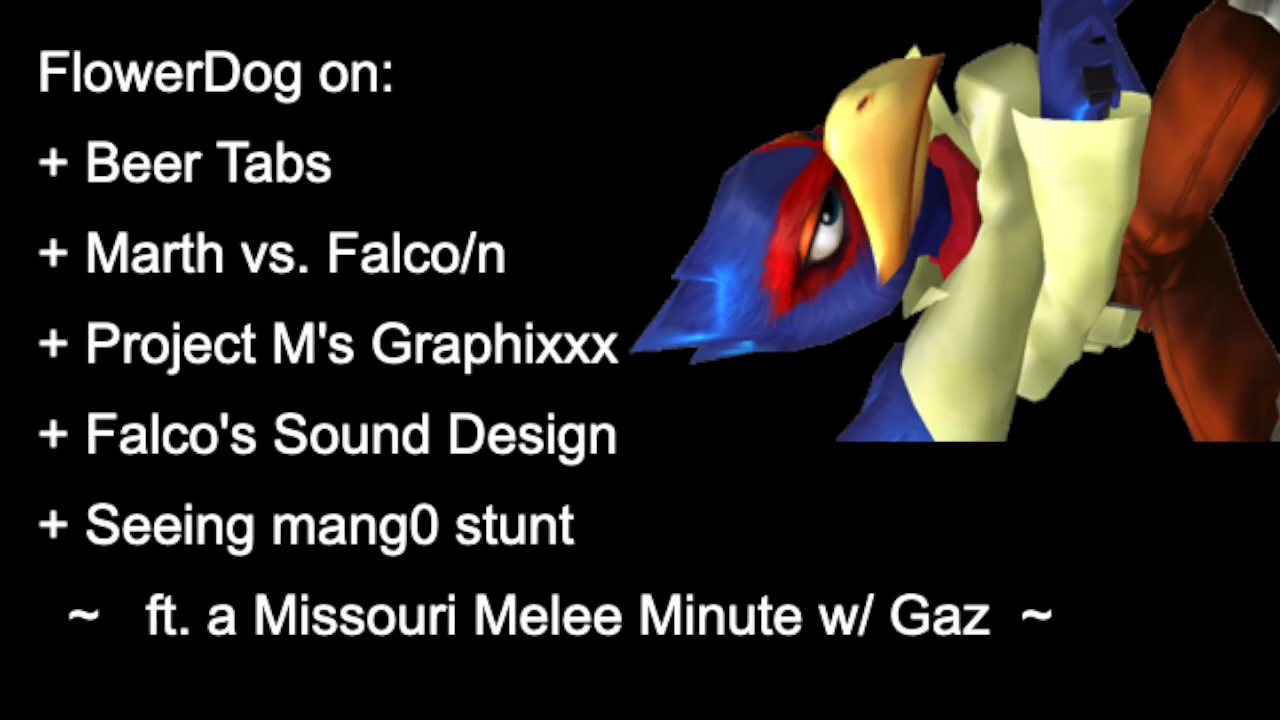 FlowerDog on:
+ Beer Tabs
+ Marth vs. Falco/n
+ Project M's Graphixxx
+ Falco's Sound Design
+ Seeing mang0 stunt
~ ft. a Missouri Melee Minute w/ Gaz ~